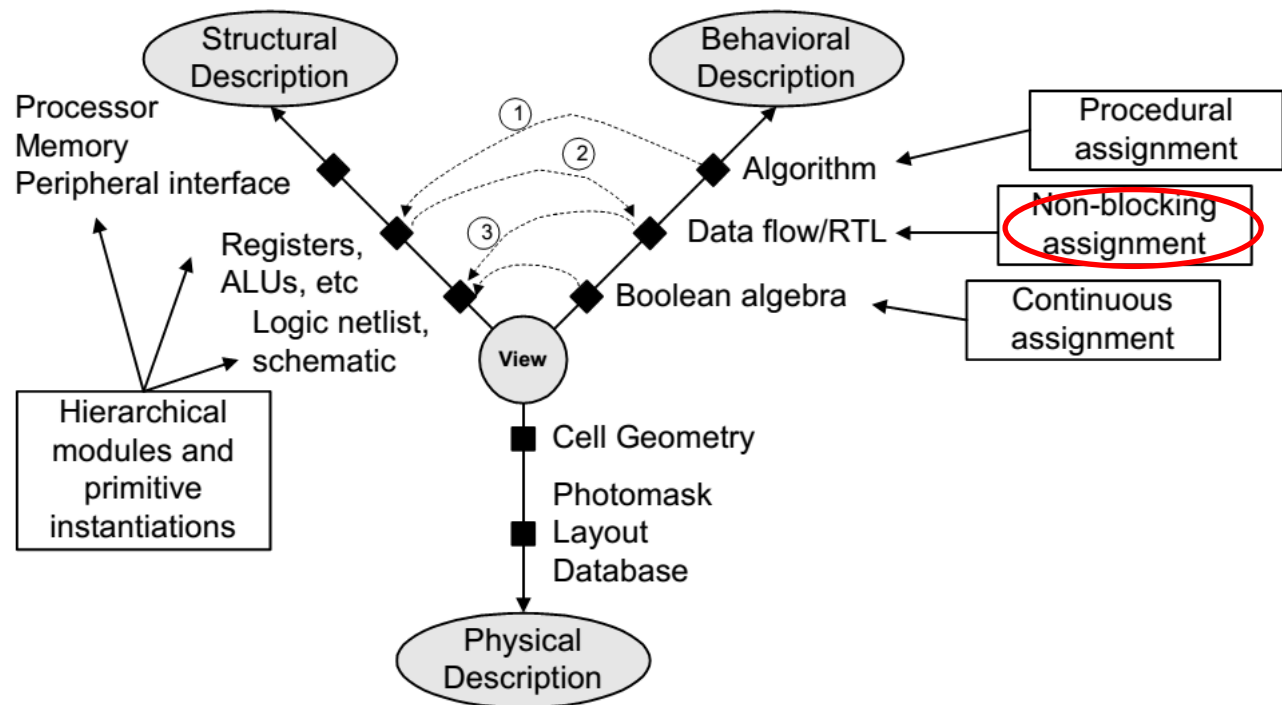 Structural
Description
Behavioral
Description
Processor
Memory
Peripheral interface
1
2
3
Algorithm
Procedural
assignment
Data flow/RTL
Non-blocking
assignment
Registers,
ALUs, etc
Boolean algebra
Continuous
assignment
Logic netlist,
schematic
View
Hierarchical
modules and
primitive
instantiations
Cell Geometry
Photomask
Layout
Database
Physical
Description